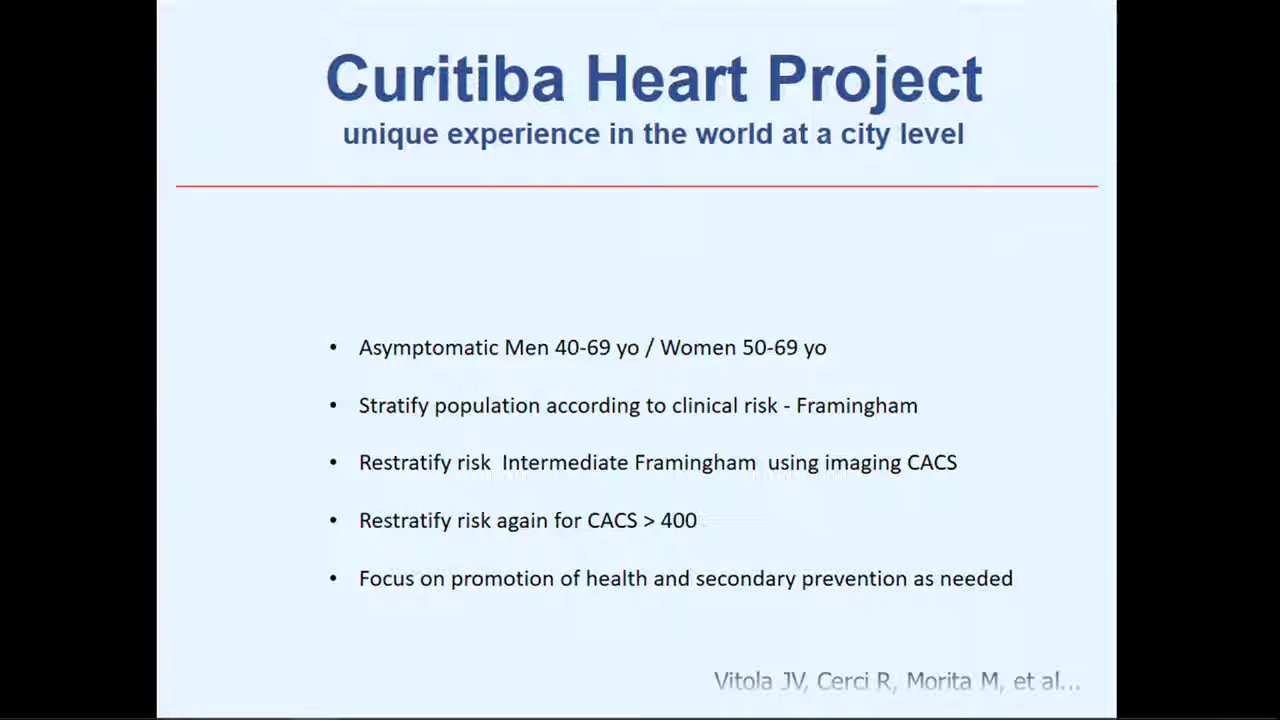 Curitiba Heart Project
unique experience in the world at a city level
• Asymptomatic Men 40-69 yo / Women 50-69 yo
• Stratify population according to clinical risk - Framingham
• Restratify risk  Intermediate Framingham  using imaging CACS
• Restratify risk again for CACS > 400
• Focus on promotion of health and secondary prevention as needed
Vitola JV, Cerci R, Morita M, et al...